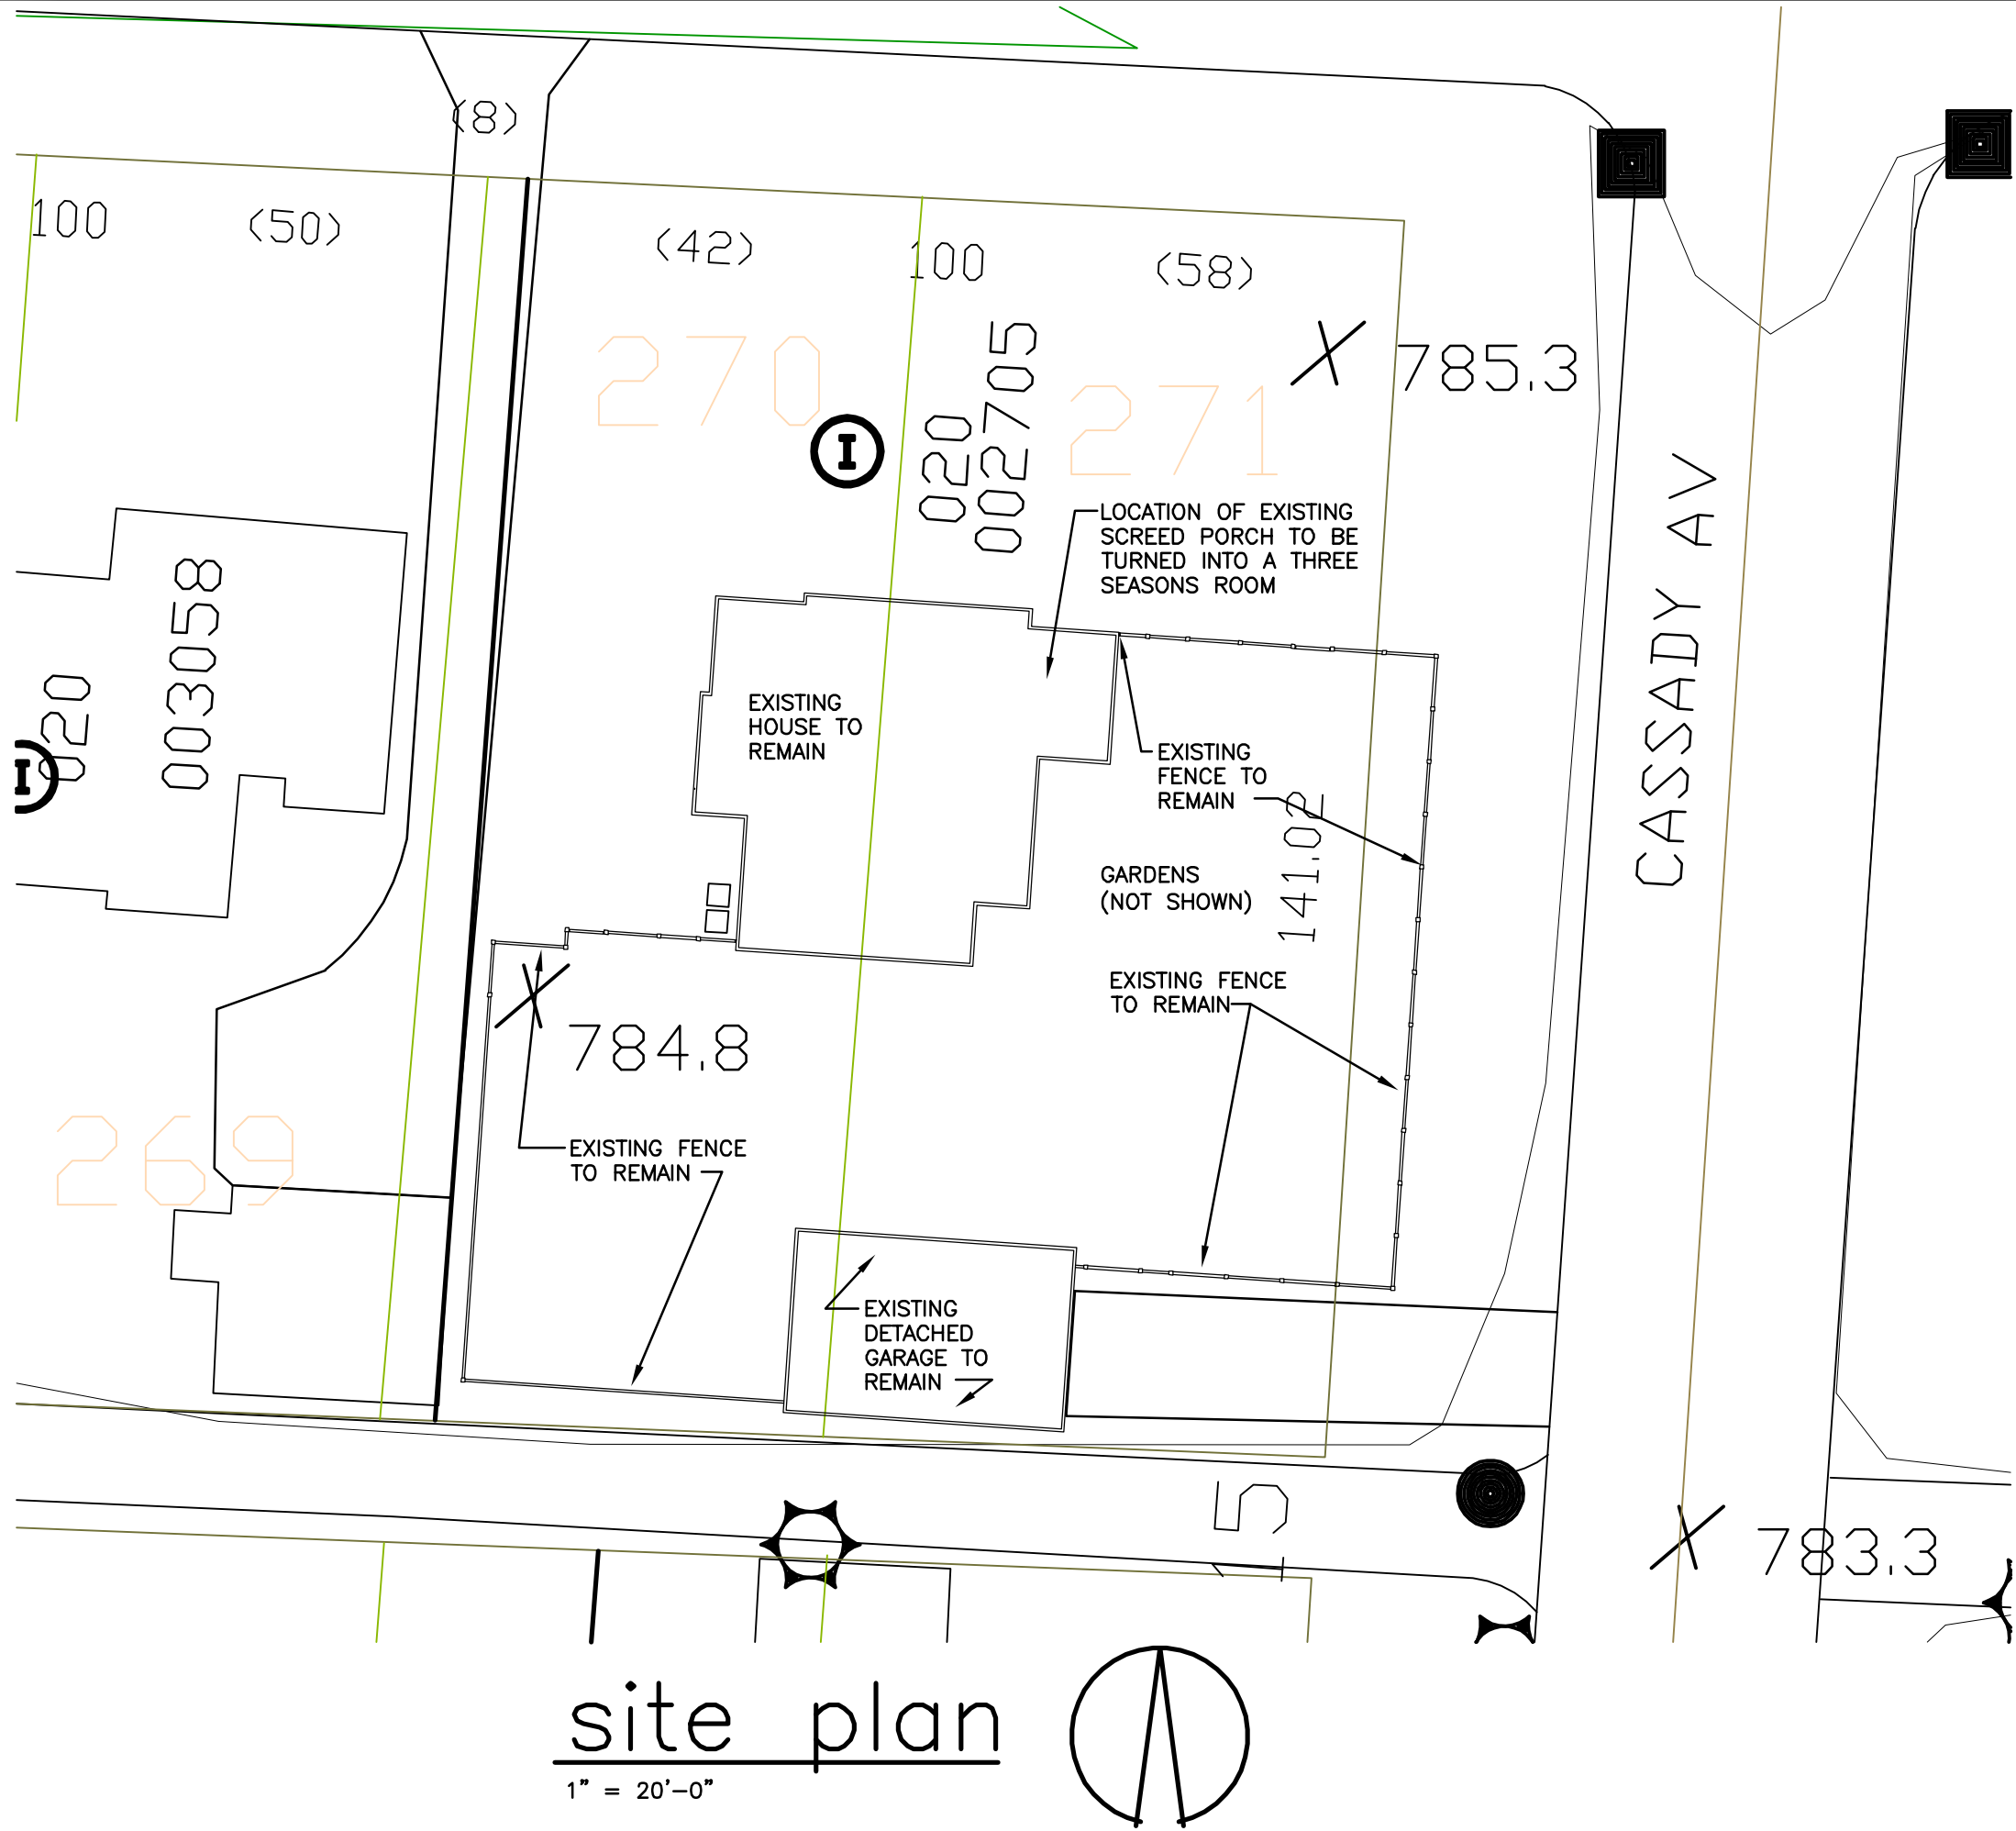 (8)
100
(50)
(42)
100
(58)
270
271
785.3
I
020
002705
LOCATION OF EXISTING
SCREED PORCH TO BE
TURNED INTO A THREE
SEASONS ROOM
CASSADY AV
020
003058
I
EXISTING
HOUSE TO
REMAIN
EXISTING
FENCE TO
REMAIN
141.02
GARDENS
(NOT SHOWN)
EXISTING FENCE
TO REMAIN
784.8
269
EXISTING FENCE
TO REMAIN
EXISTING
DETACHED
GARAGE TO
REMAIN
15
783.3
site plan
1" = 20'-0"